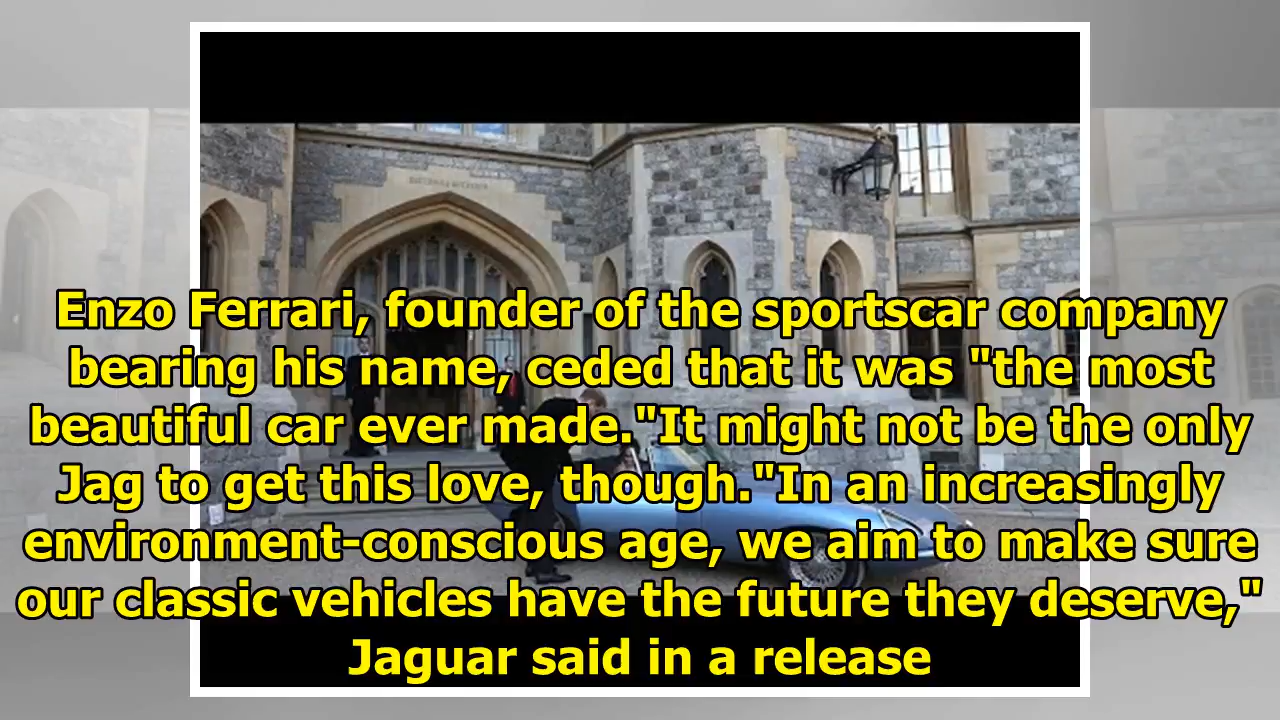 Enzo Ferrari, founder of the sportscar company
bearing his name, ceded that it was "the most
beautiful car ever made."It might not be the only
Jag to get this love, though."In an increasingly
environment-conscious age, we aim to make sure
our classic vehicles have the future they deserve,"
Jaguar said in a release